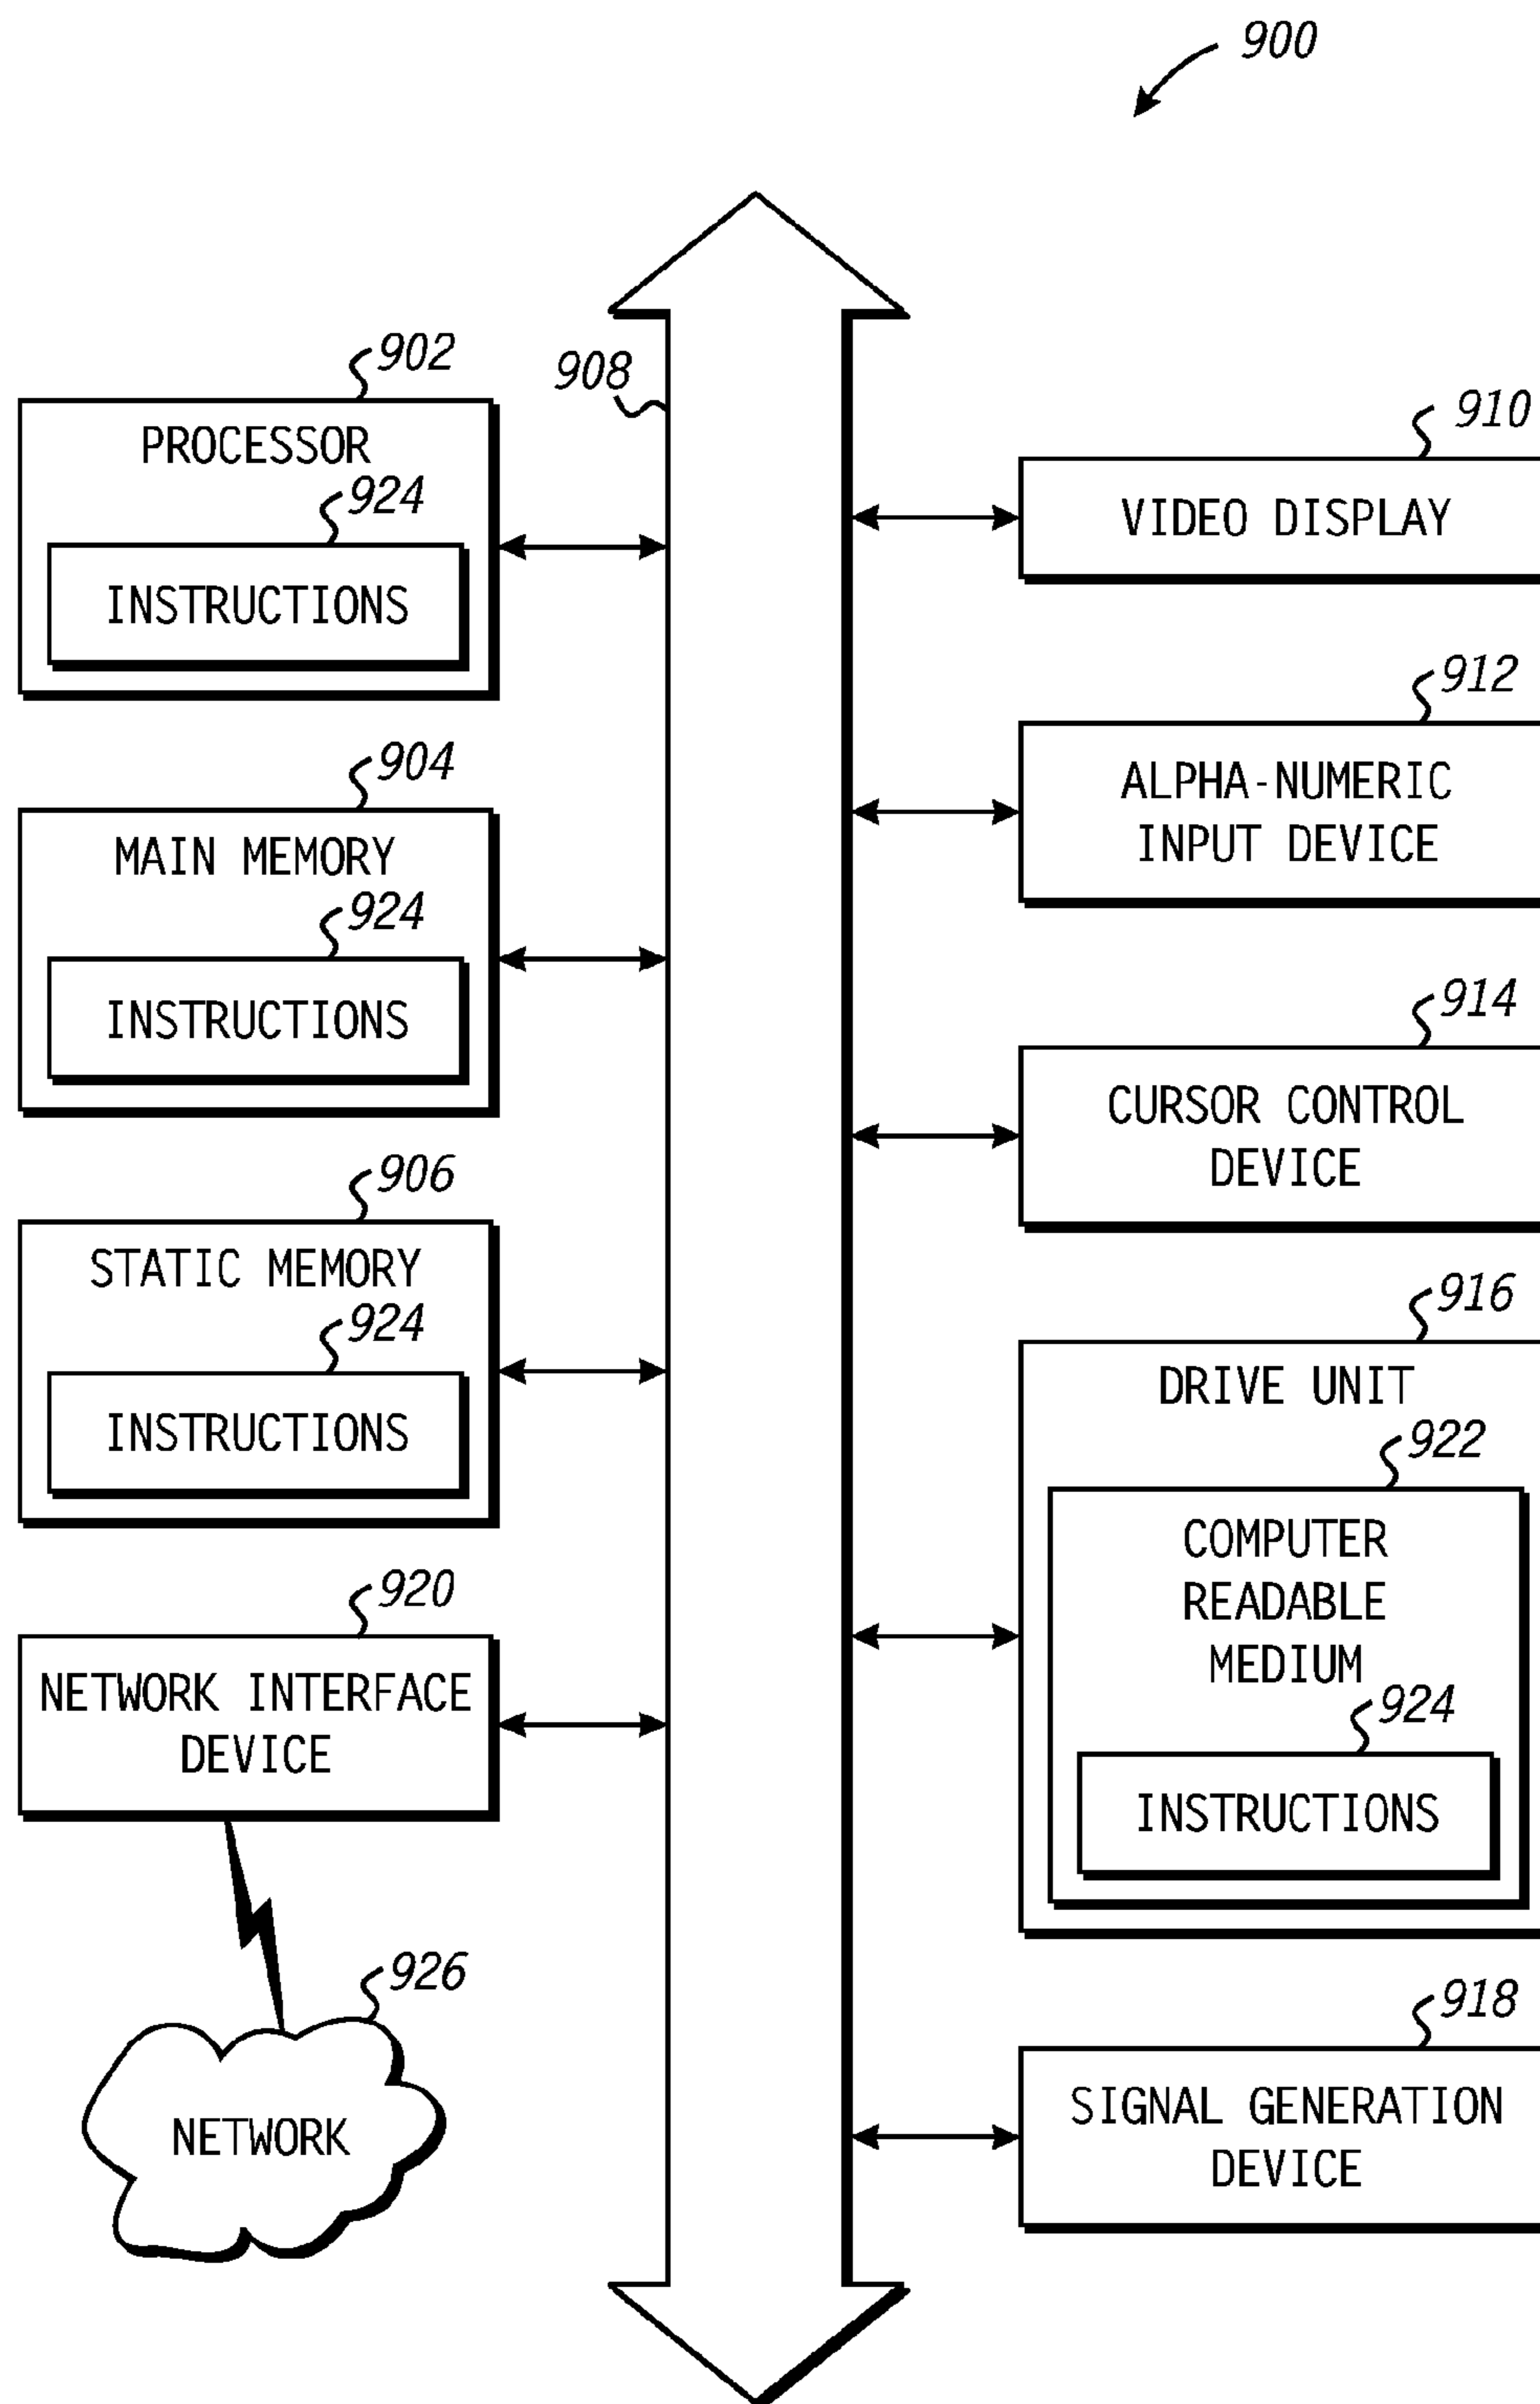 900
902
PROCESSOR
924
INSTRUCTIONS
904
MAIN MEMORY
924
INSTRUCTIONS
906
STATIC MEMORY
924
INSTRUCTIONS
920
NETWORK INTERFACE
DEVICE
926
NETWORK
908
910
VIDEO DISPLAY
912
ALPHA-NUMERIC
INPUT DEVICE
914
CURSOR CONTROL
DEVICE
916
DRIVE UNIT
922
COMPUTER
READABLE
MEDIUM
924
INSTRUCTIONS
918
SIGNAL GENERATION
DEVICE